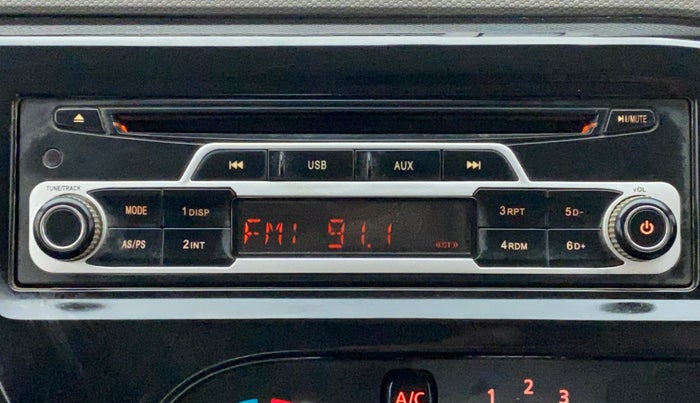 ⏏ ⏯/MUTE
⏮ USB AUX ⏭
TUNE/TRACK VOL
MODE 1 DISP 3 RPT 5 D-
FM1 91.1 «ST»
AS/PS 2 INT 4 RDM 6 D+
A/C 1 2 3